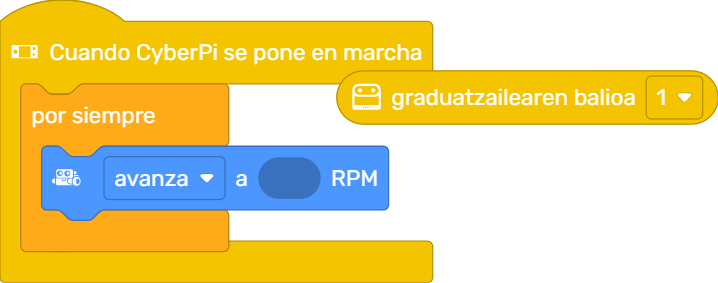 Cuando CyberPi se pone en marcha
graduatzailearen balioa 1
por siempre
avanza a RPM